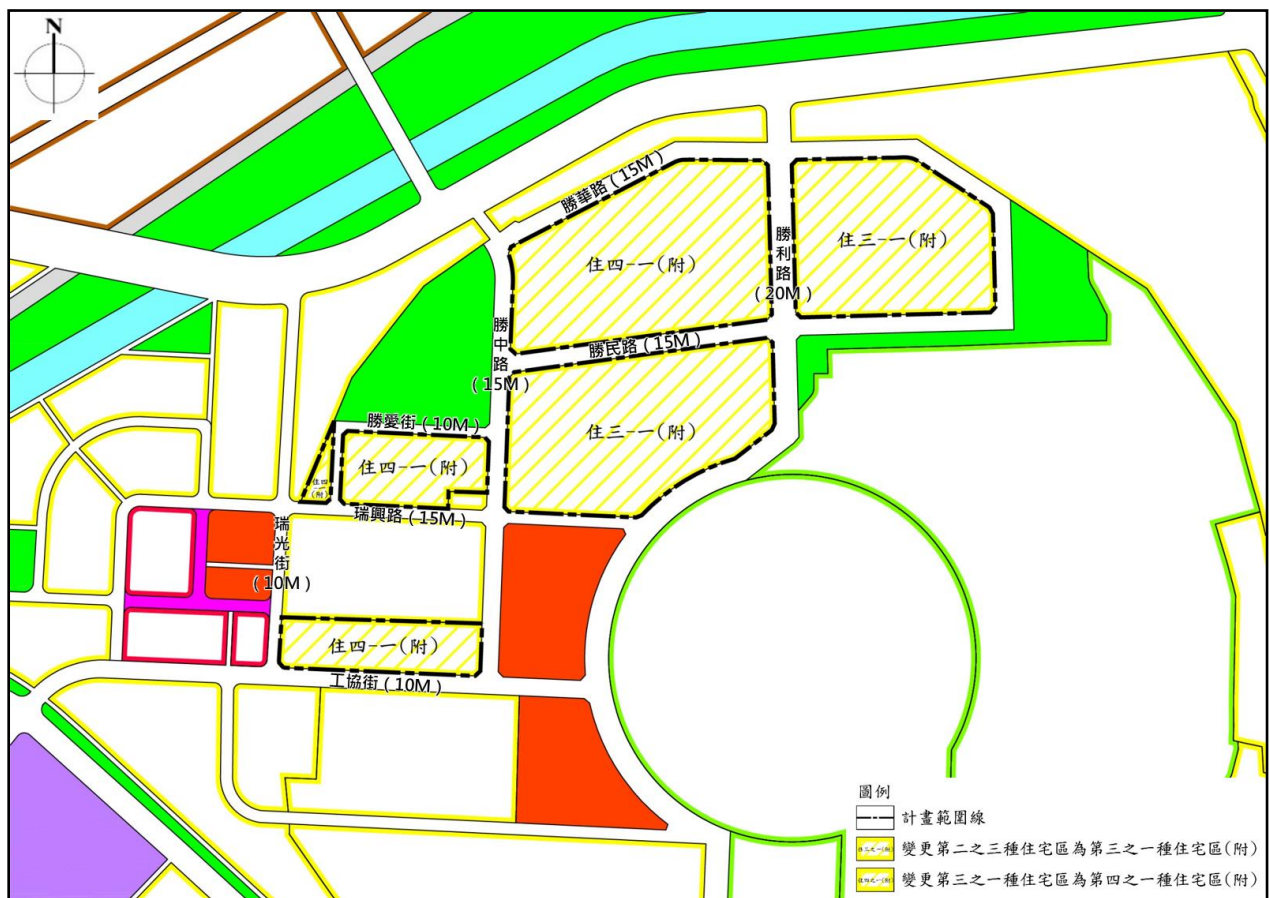 N
勝華路（15M）
住四-一(附)
勝利路
（20M）
住三-一(附)
勝中路
（15M）
勝民路（15M）
住三-一(附)
勝愛街（10M）
住四-一(附)
住四
一(附)
瑞興路（15M）
瑞光街
（10M）
住四-一(附)
工協街（10M）
圖例
計畫範圍線
變更第二之三種住宅區為第三之一種住宅區(附)
變更第三之一種住宅區為第四之一種住宅區(附)